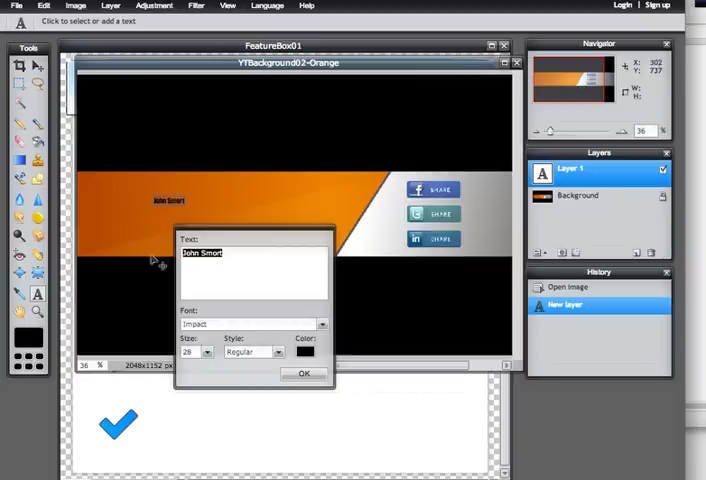 File Edit Image Layer Adjustment Filter View Language Help Login | Sign up
A Click to select or add a text
Tools
FeatureBox01
YTBackground02-Orange
John Smort
f SHARE
t SHARE
in SHARE
Text:
John Smort
Font:
Impact
Size: Style: Color:
28 Regular
OK
36 % 2048x1152 px
Navigator
X: 302
Y: 737
W:
H:
36 %
Layers
A Layer 1
Background
History
Open image
A New layer